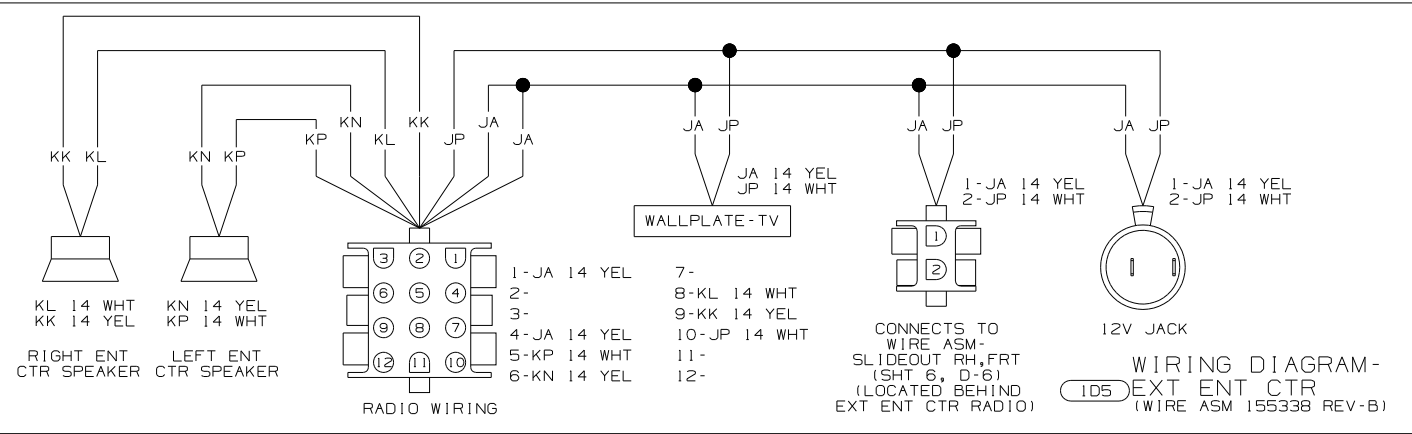 KK
KN
KP
KL
JP
JA
JA
JA JP
JA JP
JA JP
KK KL
KN KP
JA 14 YEL
JP 14 WHT
1-JA 14 YEL
2-JP 14 WHT
1-JA 14 YEL
2-JP 14 WHT
WALLPLATE-TV
1
2
3 2 1
6 5 4
9 8 7
12 11 10
1-JA 14 YEL
2-
3-
4-JA 14 YEL
5-KP 14 WHT
6-KN 14 YEL
7-
8-KL 14 WHT
9-KK 14 YEL
10-JP 14 WHT
11-
12-
KL 14 WHT
KK 14 YEL
RIGHT ENT
CTR SPEAKER
KN 14 YEL
KP 14 WHT
LEFT ENT
CTR SPEAKER
RADIO WIRING
CONNECTS TO
WIRE ASM-
SLIDEOUT RH,FRT
(SHT 6, D-6)
(LOCATED BEHIND
EXT ENT CTR RADIO)
12V JACK
WIRING DIAGRAM-
1D5 EXT ENT CTR
(WIRE ASM 155338 REV-B)